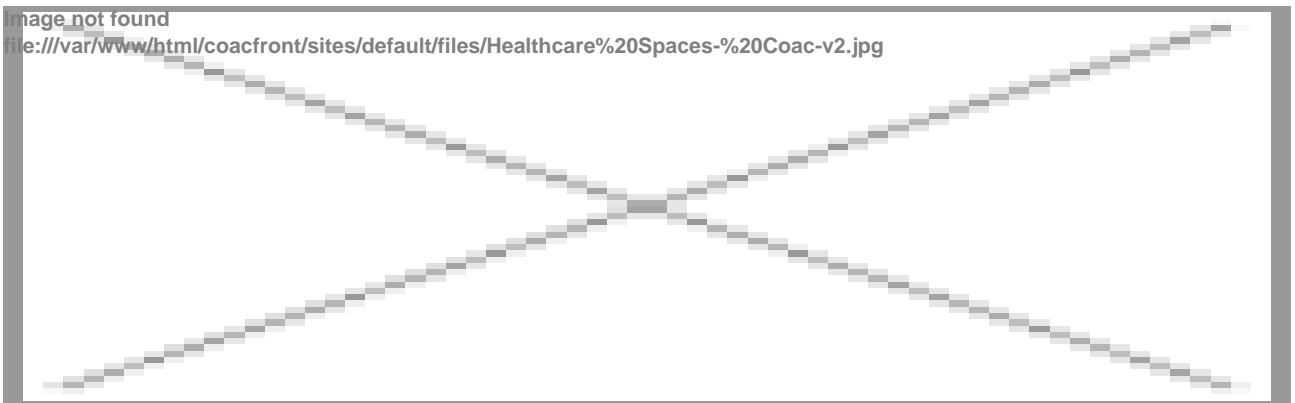 Image not found
file:///var/www/html/coacfront/sites/default/files/Healthcare%20Spaces-%20Coac-v2.jpg